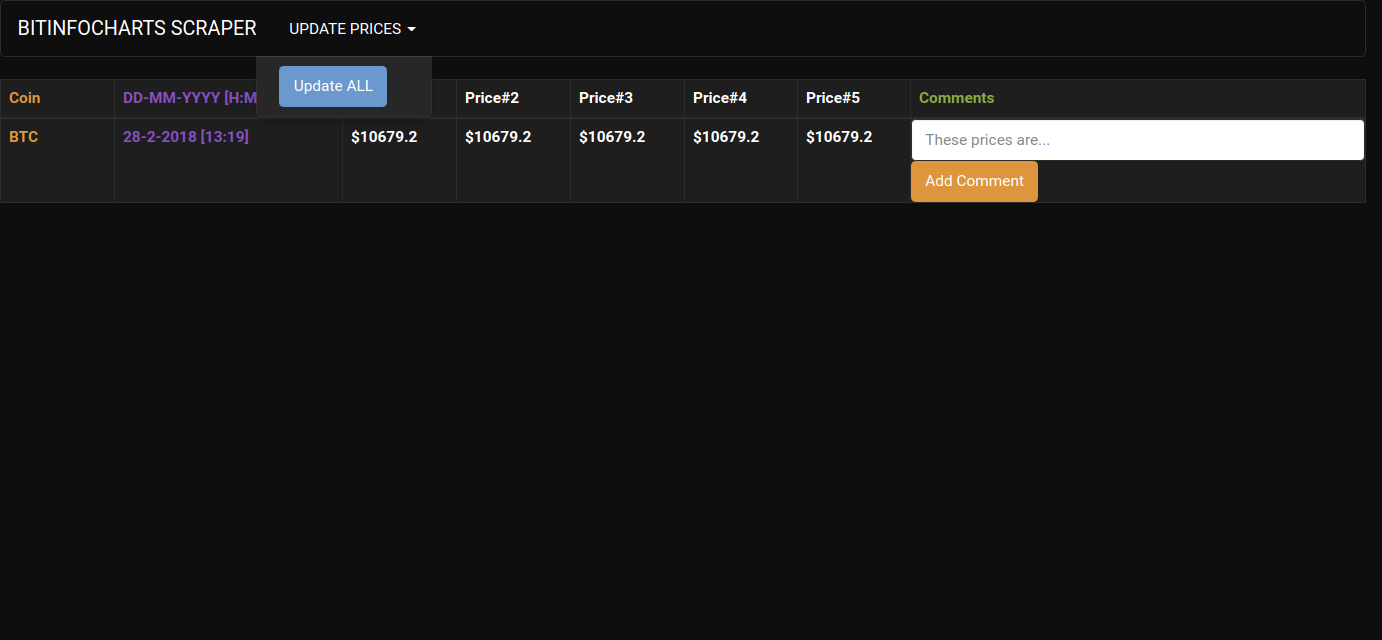 BITINFOCHARTS SCRAPER UPDATE PRICES
Update ALL
Coin DD-MM-YYYY [H:M Price#2 Price#3 Price#4 Price#5 Comments
BTC 28-2-2018 [13:19] $10679.2 $10679.2 $10679.2 $10679.2 $10679.2 These prices are...
Add Comment